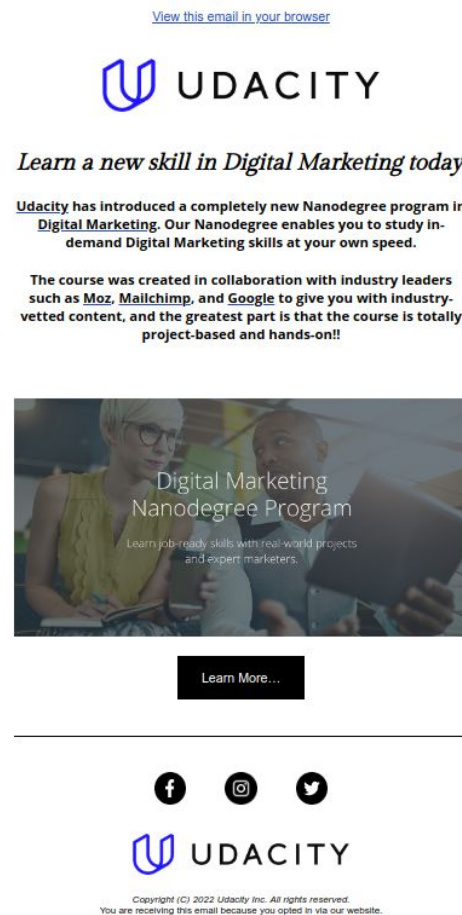 View this email in your browser
UDACITY
Learn a new skill in Digital Marketing today
Udacity has introduced a completely new Nanodegree program in
Digital Marketing. Our Nanodegree enables you to study in-
demand Digital Marketing skills at your own speed.
The course was created in collaboration with industry leaders
such as Moz, Mailchimp, and Google to give you with industry-
vetted content, and the greatest part is that the course is totally
project-based and hands-on!!
Digital Marketing
Nanodegree Program
Learn job-ready skills with real-world projects
and expert marketers.
Learn More...
UDACITY
Copyright (C) 2022 Udacity Inc. All rights reserved.
You are receiving this email because you opted in via our website.